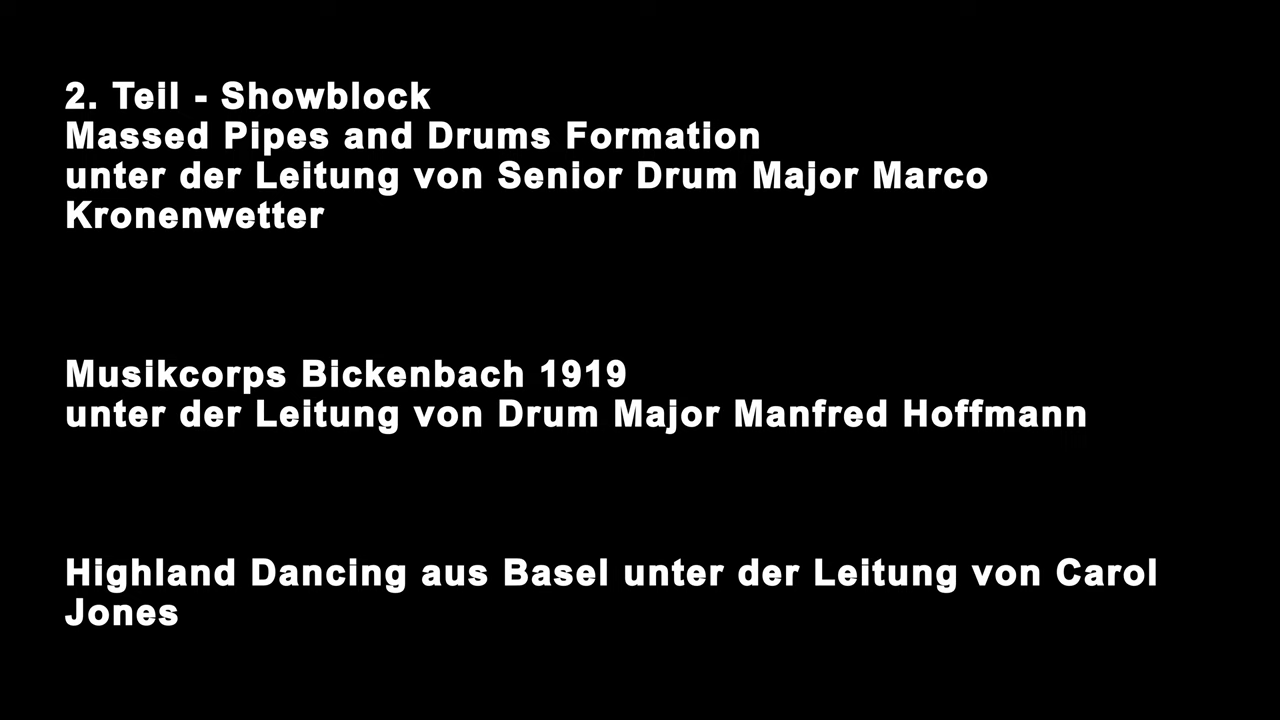 2. Teil - Showblock
Massed Pipes and Drums Formation
unter der Leitung von Senior Drum Major Marco
Kronenwetter
Musikcorps Bickenbach 1919
unter der Leitung von Drum Major Manfred Hoffmann
Highland Dancing aus Basel unter der Leitung von Carol
Jones